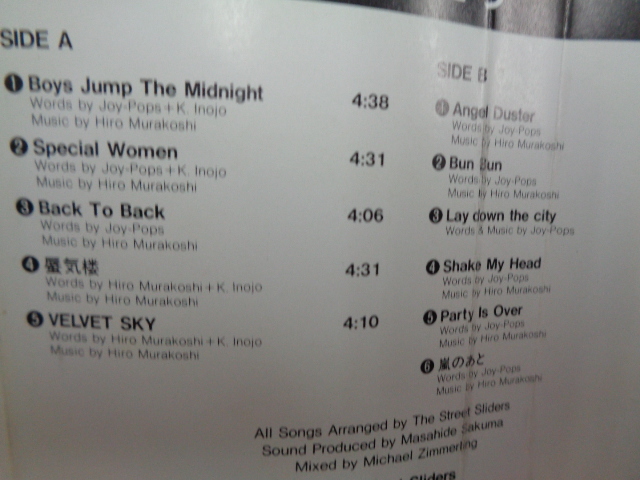 SIDE A
❶ Boys Jump The Midnight 4:38
Words by Joy-Pops+K. Inojo
Music by Hiro Murakoshi
❷ Special Women 4:31
Words by Joy-Pops+K. Inojo
Music by Hiro Murakoshi
❸ Back To Back 4:06
Words by Joy-Pops
Music by Hiro Murakoshi
❹ 蜃気楼 4:31
Words by Hiro Murakoshi+K. Inojo
Music by Hiro Murakoshi
❺ VELVET SKY 4:10
Words by Hiro Murakoshi+K. Inojo
Music by Hiro Murakoshi
SIDE B
❶ Angel Duster
Words by Joy-Pops
Music by Hiro Murakoshi
❷ Bun Bun
Words by Joy-Pops
Music by Hiro Murakoshi
❸ Lay down the city
Words & Music by Joy-Pops
❹ Shake My Head
Words by Joy-Pops
Music by Hiro Murakoshi
❺ Party Is Over
Words by Joy-Pops
Music by Hiro Murakoshi
❻ 嵐のあと
Words by Joy-Pops
Music by Hiro Murakoshi
All Songs Arranged by The Street Sliders
Sound Produced by Masahide Sakuma
Mixed by Michael Zimmerling
Sliders